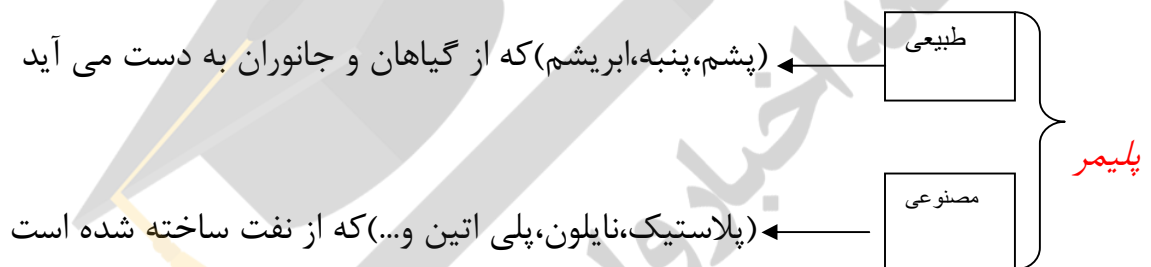 طبیعی
(پشم،پنبه،ابریشم)که از گیاهان و جانوران به دست می آید
پلیمر
مصنوعی
(پلاستیک،نایلون،پلی اتین و...)که از نفت ساخته شده است